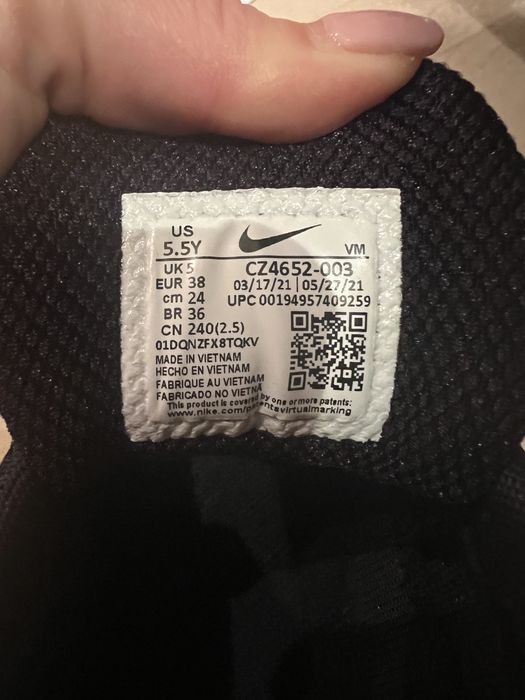 US
5.5Y
VM
UK 5
EUR 38
cm 24
BR 36
CN 240(2.5)
CZ4652-003
03/17/21 | 05/27/21
UPC 00194957409259
01DQNZFX8TQKV
MADE IN VIETNAM
HECHO EN VIETNAM
FABRIQUE AU VIETNAM
FABRICADO NO VIETNA
This product is covered by one or more patents:
www.nike.com/patentsvirtualmarking